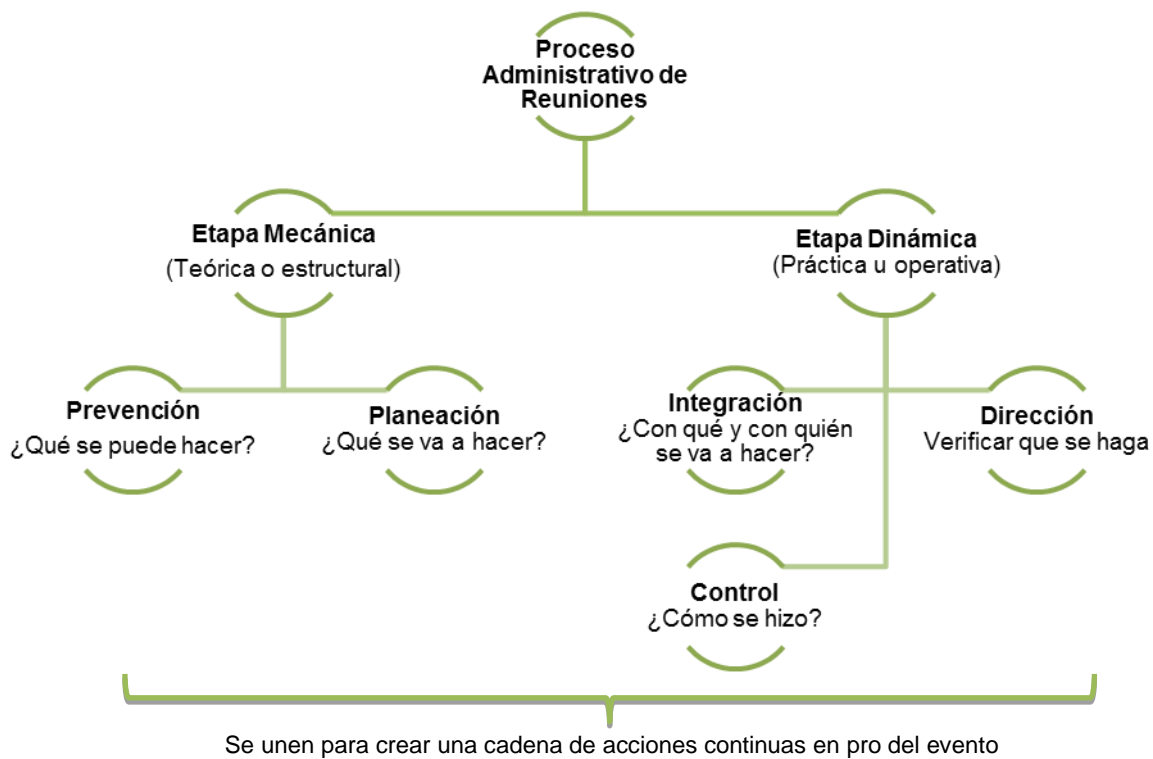 Proceso
Administrativo de
Reuniones
Etapa Mecánica
(Teórica o estructural)
Etapa Dinámica
(Práctica u operativa)
Prevención
¿Qué se puede hacer?
Planeación
¿Qué se va a hacer?
Integración
¿Con qué y con quién
se va a hacer?
Dirección
Verificar que se haga
Control
¿Cómo se hizo?
Se unen para crear una cadena de acciones continuas en pro del evento